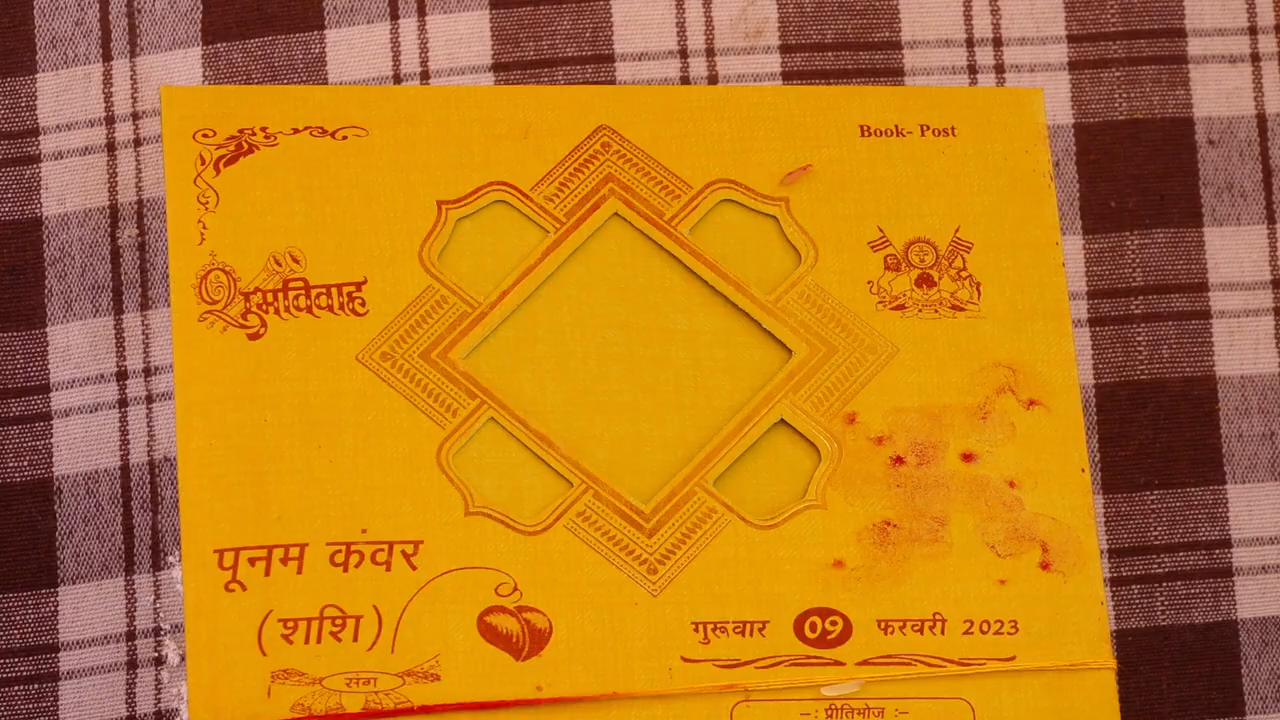 Book- Post
शुभविवाह
पूनम कंवर
(शशि)
संग
गुरूवार 09 फरवरी 2023
–: प्रीतिभोज :–